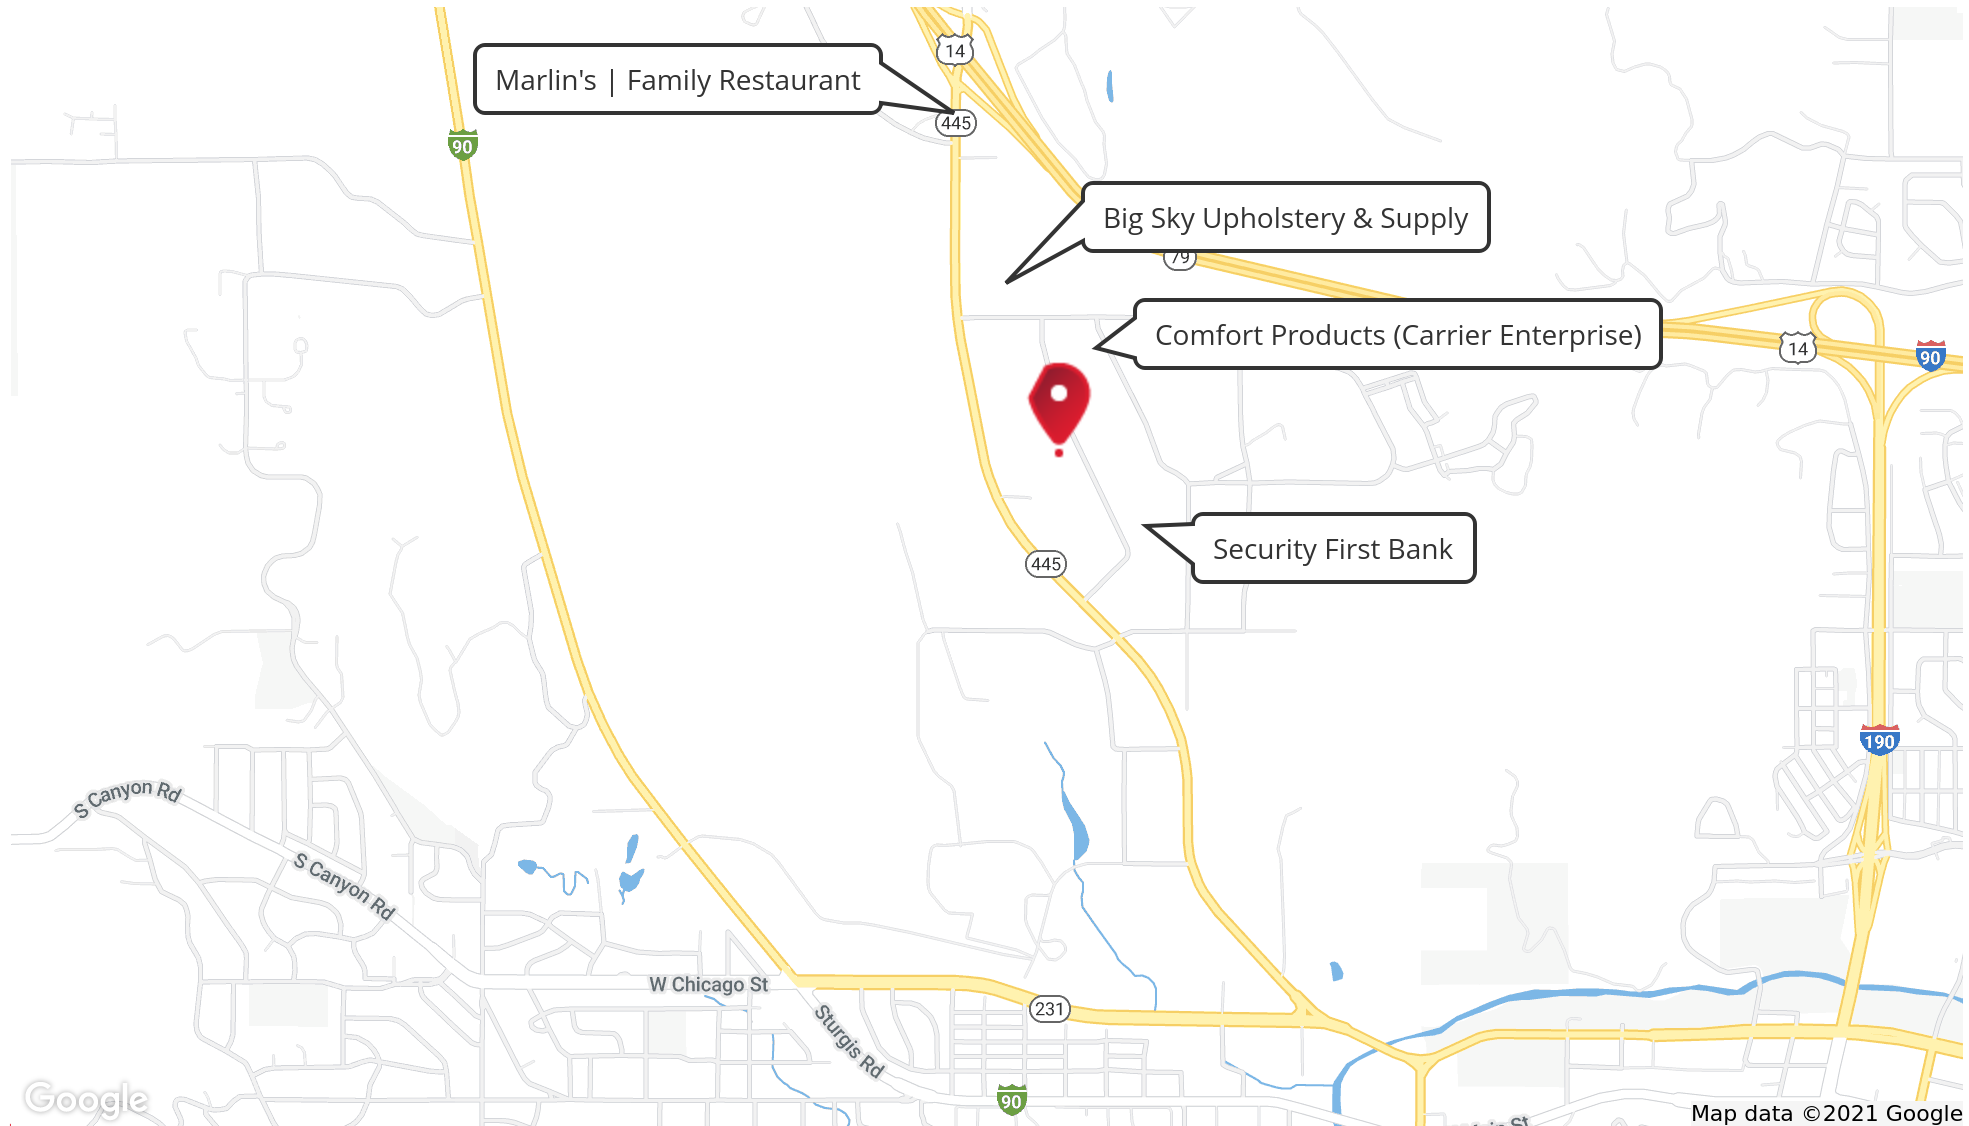 14
Marlin's | Family Restaurant
445
90
Big Sky Upholstery & Supply
79
Comfort Products (Carrier Enterprise)
14
90
Security First Bank
445
190
S Canyon Rd
S Canyon Rd
W Chicago St
231
Sturgis Rd
90
Google
Map data ©2021 Google
St